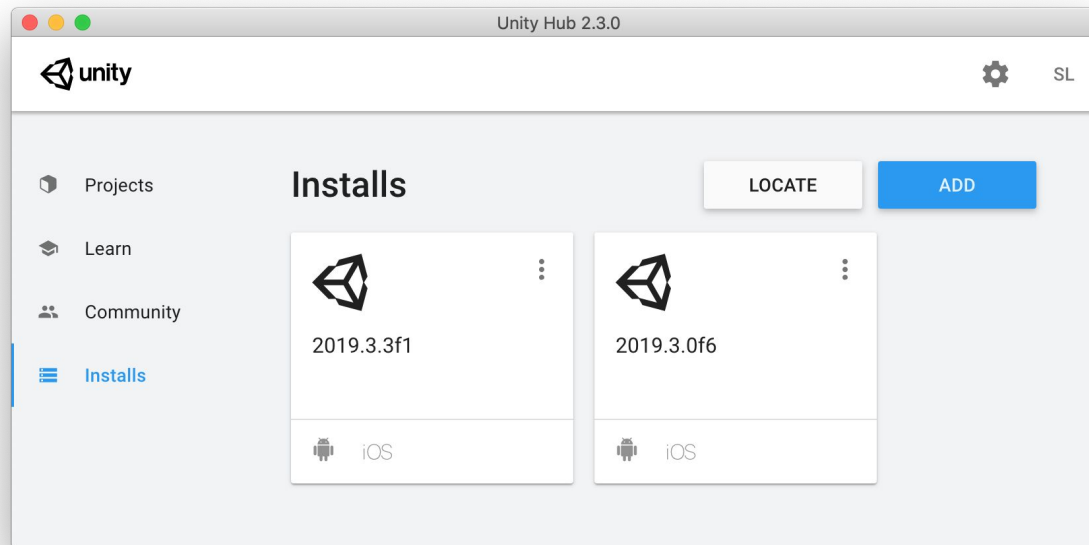 Unity Hub 2.3.0
unity
SL
Projects
Learn
Community
Installs
Installs
LOCATE
ADD
2019.3.3f1
iOS
2019.3.0f6
iOS